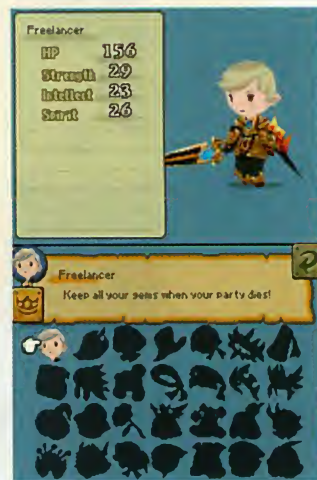 Freelancer
HP 156
Strength 29
Intellect 23
Spirit 26
Freelancer
Keep all your gems when your party dies!